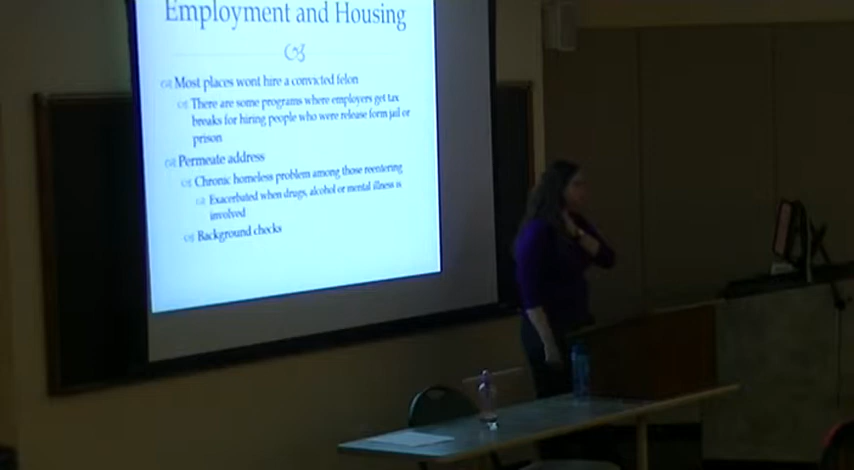 Employment and Housing
Most places wont hire a convicted felon
There are some programs where employers get tax
breaks for hiring people who were release form jail or
prison
Permeate address
Chronic homeless problem among those reentering
Exacerbated when drugs, alcohol or mental illness is
involved
Background checks